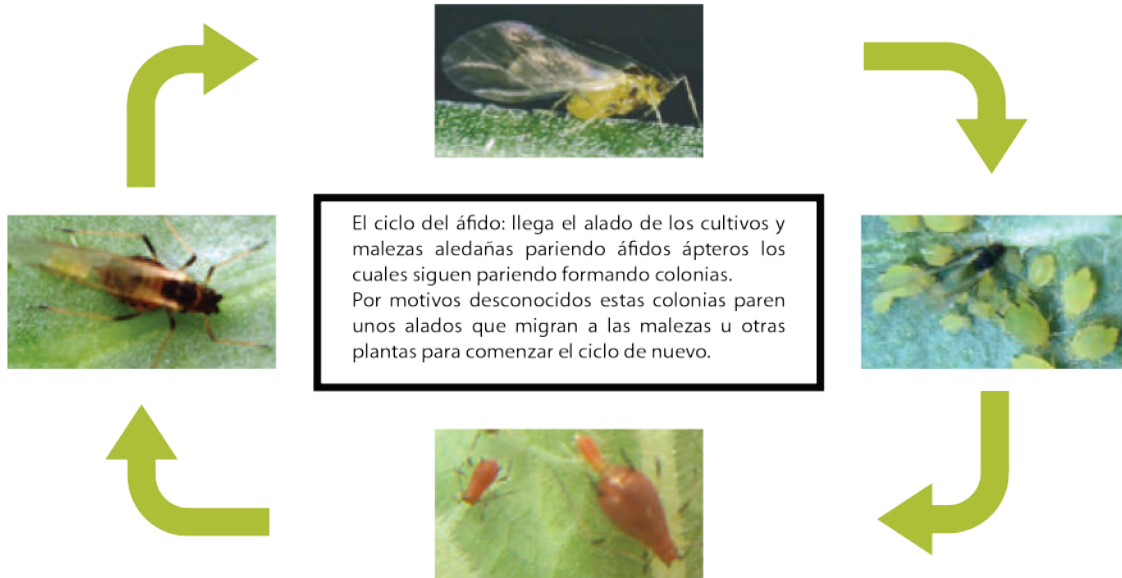 El ciclo del áfido: llega el alado de los cultivos y
malezas aledañas pariendo áfidos ápteros los
cuales siguen pariendo formando colonias.
Por motivos desconocidos estas colonias paren
unos alados que migran a las malezas u otras
plantas para comenzar el ciclo de nuevo.